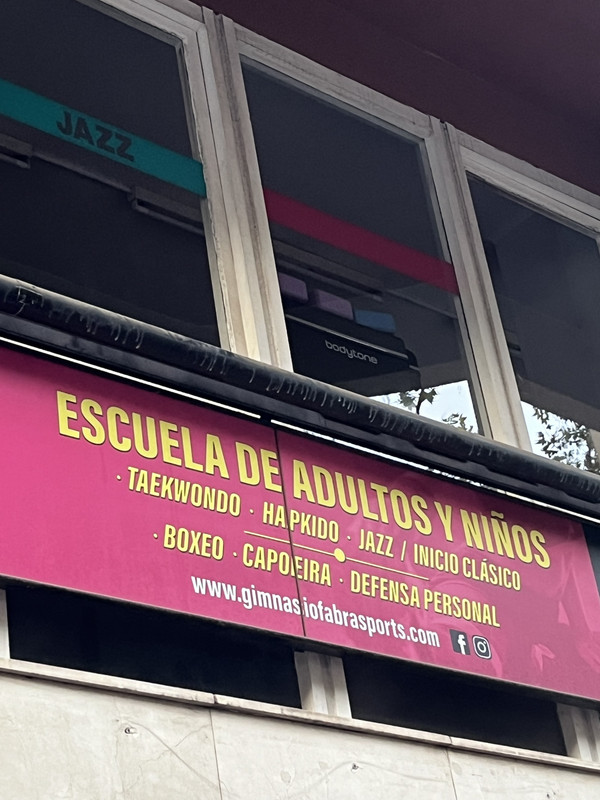 JAZZ
bodytone
ESCUELA DE ADULTOS Y NIÑOS
· TAEKWONDO · HAPKIDO · JAZZ / INICIO CLÁSICO
· BOXEO · CAPOEIRA · DEFENSA PERSONAL
www.gimnasiofabrasports.com